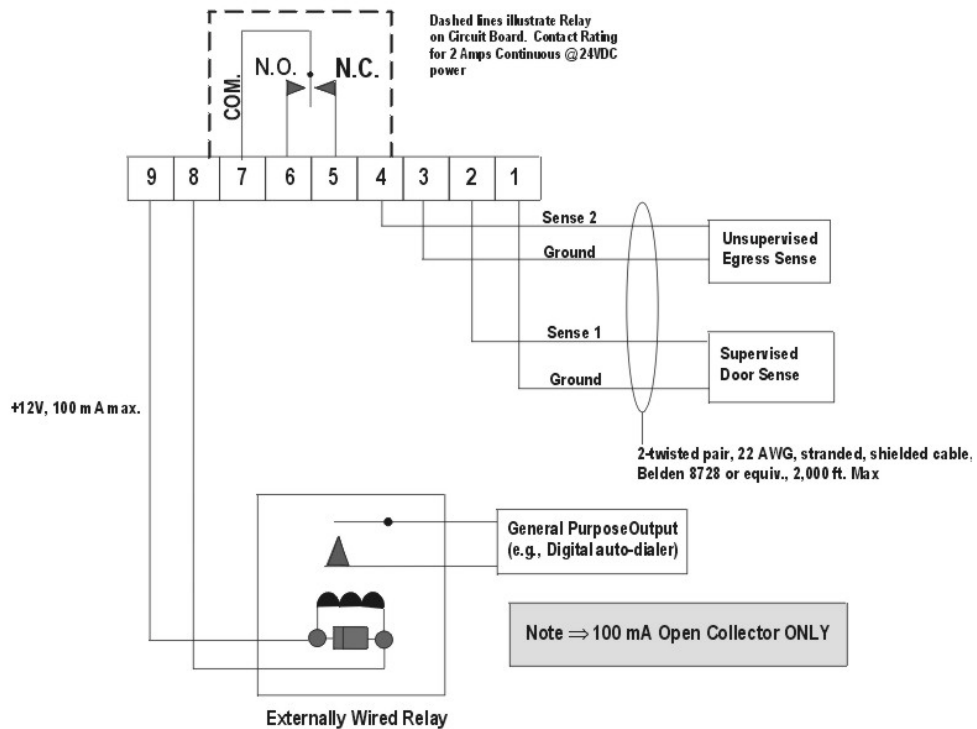 Dashed lines illustrate Relay
on Circuit Board. Contact Rating
for 2 Amps Continuous @24VDC
power
COM.
N.O.
N.C.
9 8 7 6 5 4 3 2 1
Sense 2
Ground
Unsupervised
Egress Sense
Sense 1
Ground
Supervised
Door Sense
+12V, 100 mA max.
2-twisted pair, 22 AWG, stranded, shielded cable,
Belden 8728 or equiv., 2,000 ft. Max
General Purpose Output
(e.g., Digital auto-dialer)
Note ⇒ 100 mA Open Collector ONLY
Externally Wired Relay